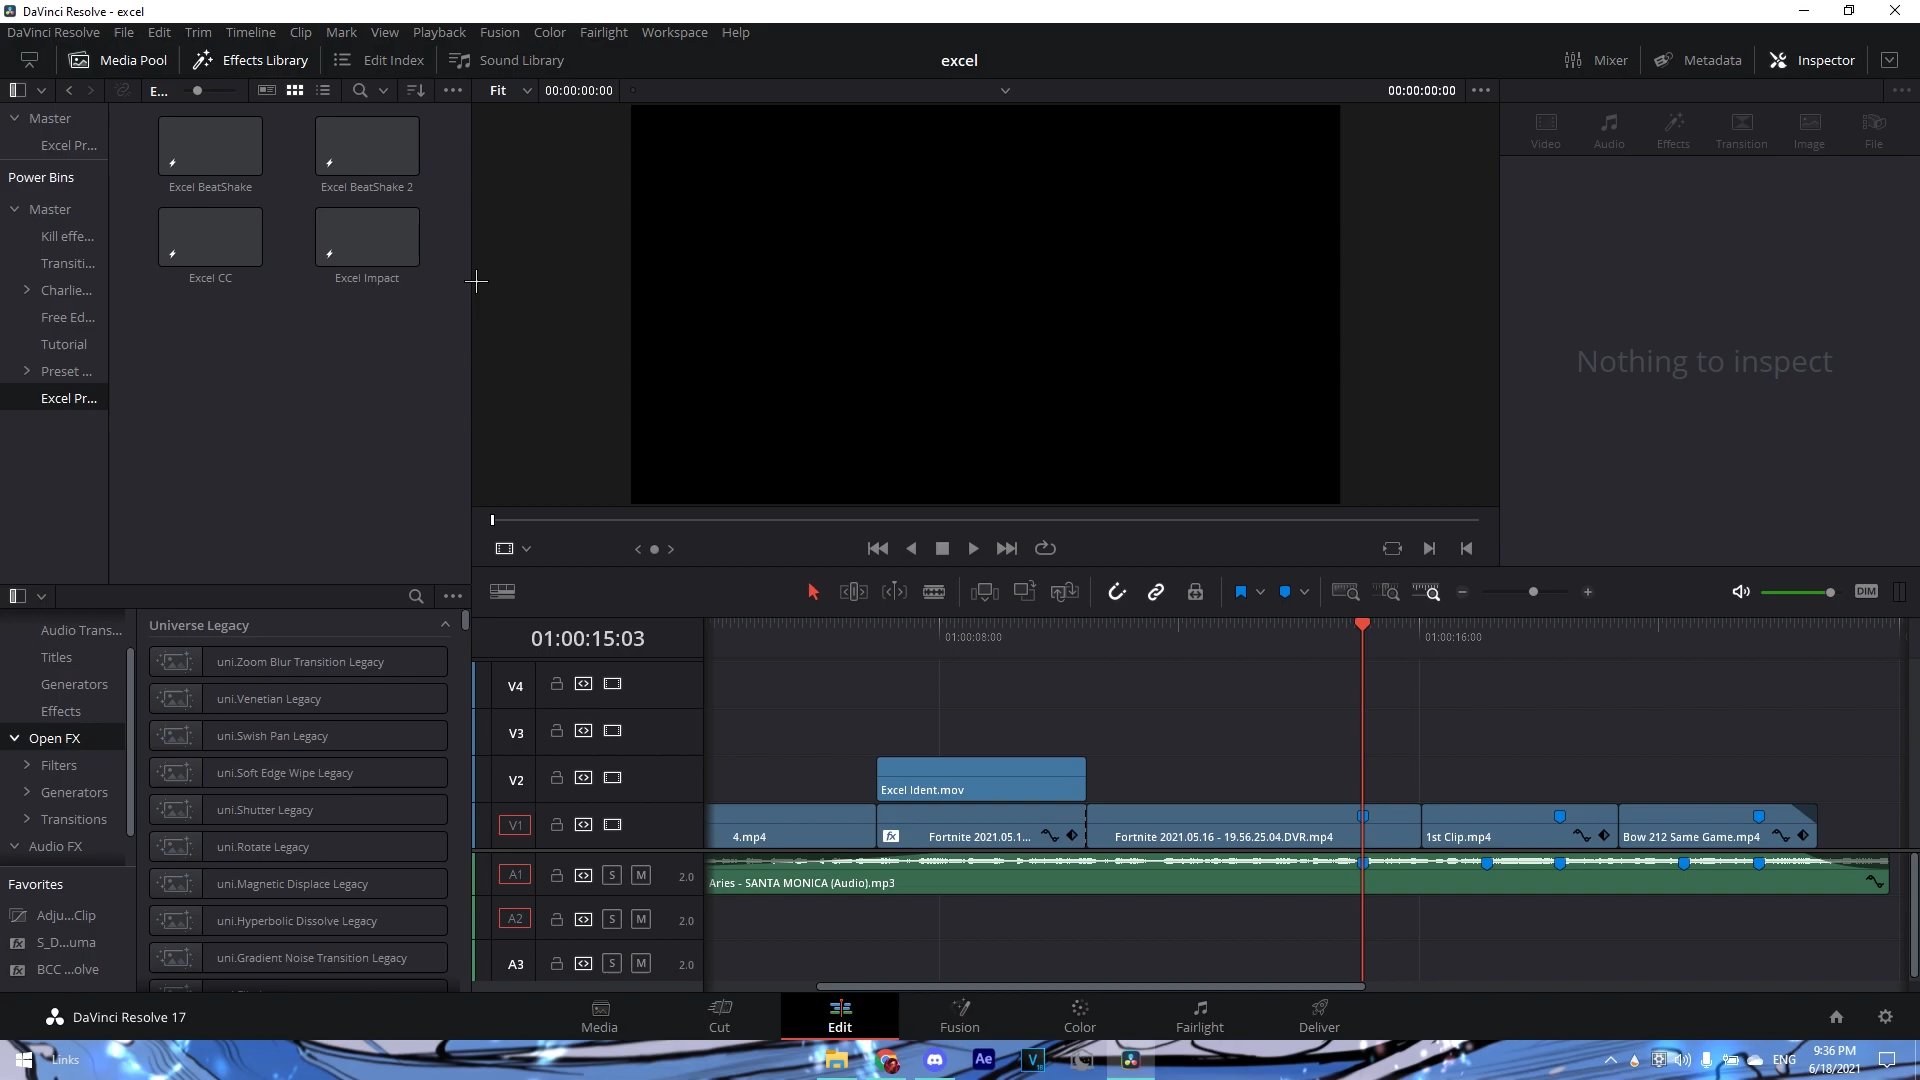 DaVinci Resolve - excel
DaVinci Resolve File Edit Trim Timeline Clip Mark View Playback Fusion Color Fairlight Workspace Help
Media Pool Effects Library Edit Index Sound Library excel Mixer Metadata Inspector
E... Fit 00:00:00:00 00:00:00:00
Master
Excel Pr...
Power Bins
Master
Kill effe...
Transiti...
Charlie...
Free Ed...
Tutorial
Preset ...
Excel Pr...
Excel BeatShake
Excel BeatShake 2
Excel CC
Excel Impact
Video Audio Effects Transition Image File
Nothing to inspect
DIM
Audio Trans...
Titles
Generators
Effects
Open FX
Filters
Generators
Transitions
Audio FX
Favorites
Adju...Clip
S_D...uma
BCC ...olve
Universe Legacy
uni.Zoom Blur Transition Legacy
uni.Venetian Legacy
uni.Swish Pan Legacy
uni.Soft Edge Wipe Legacy
uni.Shutter Legacy
uni.Rotate Legacy
uni.Magnetic Displace Legacy
uni.Hyperbolic Dissolve Legacy
uni.Gradient Noise Transition Legacy
01:00:15:03
01:00:08:00
01:00:16:00
V4
V3
V2
V1
A1 S M 2.0
A2 S M 2.0
A3 S M 2.0
Excel Ident.mov
4.mp4
fx Fortnite 2021.05.1...
Fortnite 2021.05.16 - 19.56.25.04.DVR.mp4
1st Clip.mp4
Bow 212 Same Game.mp4
Aries - SANTA MONICA (Audio).mp3
DaVinci Resolve 17
Media Cut Edit Fusion Color Fairlight Deliver
Links
Ae
V
18
ENG
9:36 PM
6/18/2021